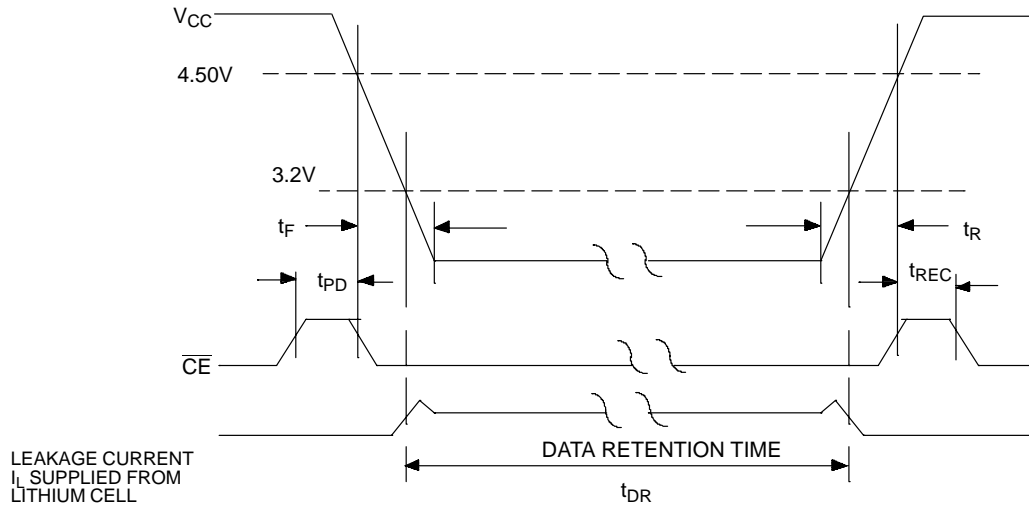 VCC
4.50V
3.2V
tF
tR
tPD
tREC
CE
LEAKAGE CURRENT
IL SUPPLIED FROM
LITHIUM CELL
DATA RETENTION TIME
tDR